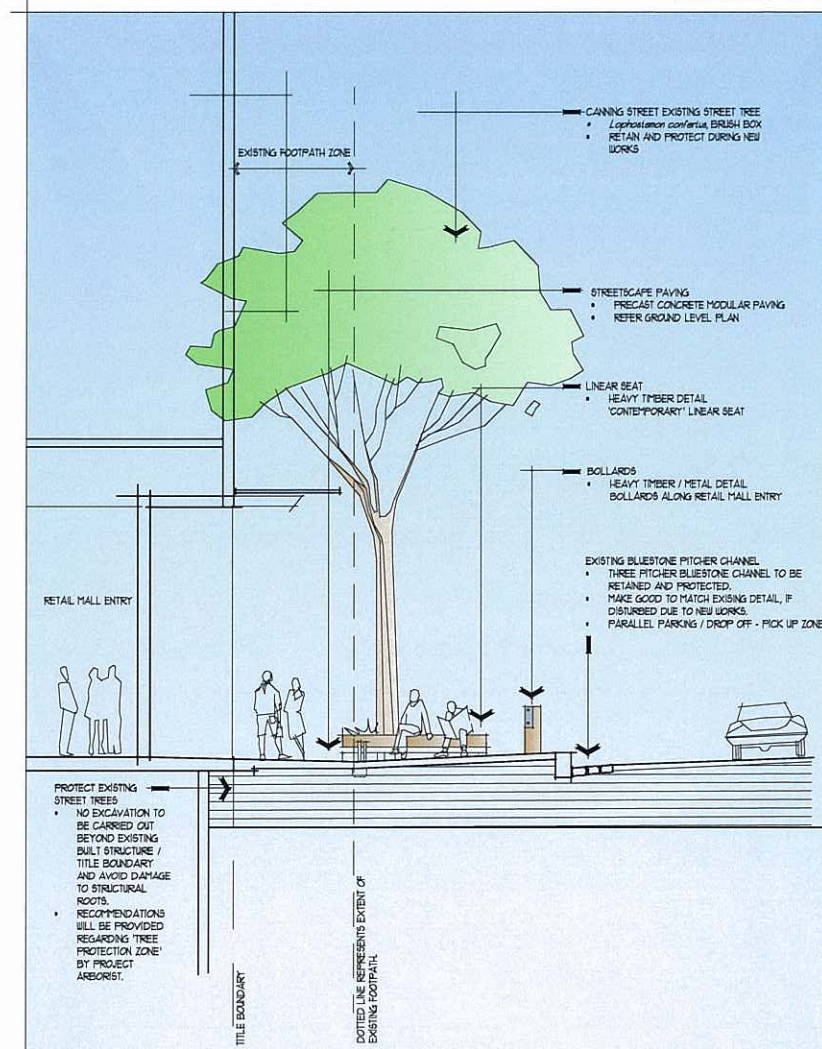 CANNING STREET EXISTING STREET TREE
• Lophostemon confertus, BRUSH BOX
• RETAIN AND PROTECT DURING NEW
WORKS
EXISTING FOOTPATH ZONE
STREETSCAPE PAVING
• PRECAST CONCRETE MODULAR PAVING
• REFER GROUND LEVEL PLAN
LINEAR SEAT
• HEAVY TIMBER DETAIL
'CONTEMPORARY' LINEAR SEAT
BOLLARDS
• HEAVY TIMBER / METAL DETAIL
BOLLARDS ALONG RETAIL MALL ENTRY
EXISTING BLUESTONE PITCHER CHANNEL
• THREE PITCHER BLUESTONE CHANNEL TO BE
RETAINED AND PROTECTED.
• MAKE GOOD TO MATCH EXISING DETAIL, IF
DISTURBED DUE TO NEW WORKS.
• PARALLEL PARKING / DROP OFF - PICK UP ZONE
RETAIL MALL ENTRY
PROTECT EXISTING
STREET TREES
• NO EXCAVATION TO
BE CARRIED OUT
BEYOND EXISTING
BUILT STRUCTURE /
TITLE BOUNDARY
AND AVOID DAMAGE
TO STRUCTURAL
ROOTS.
• RECOMMENDATIONS
WILL BE PROVIDED
REGARDING 'TREE
PROTECTION ZONE'
BY PROJECT
ARBORIST.
TITLE BOUNDARY
DOTTED LINE REPRESENTS EXTENT OF
EXISTING FOOTPATH.